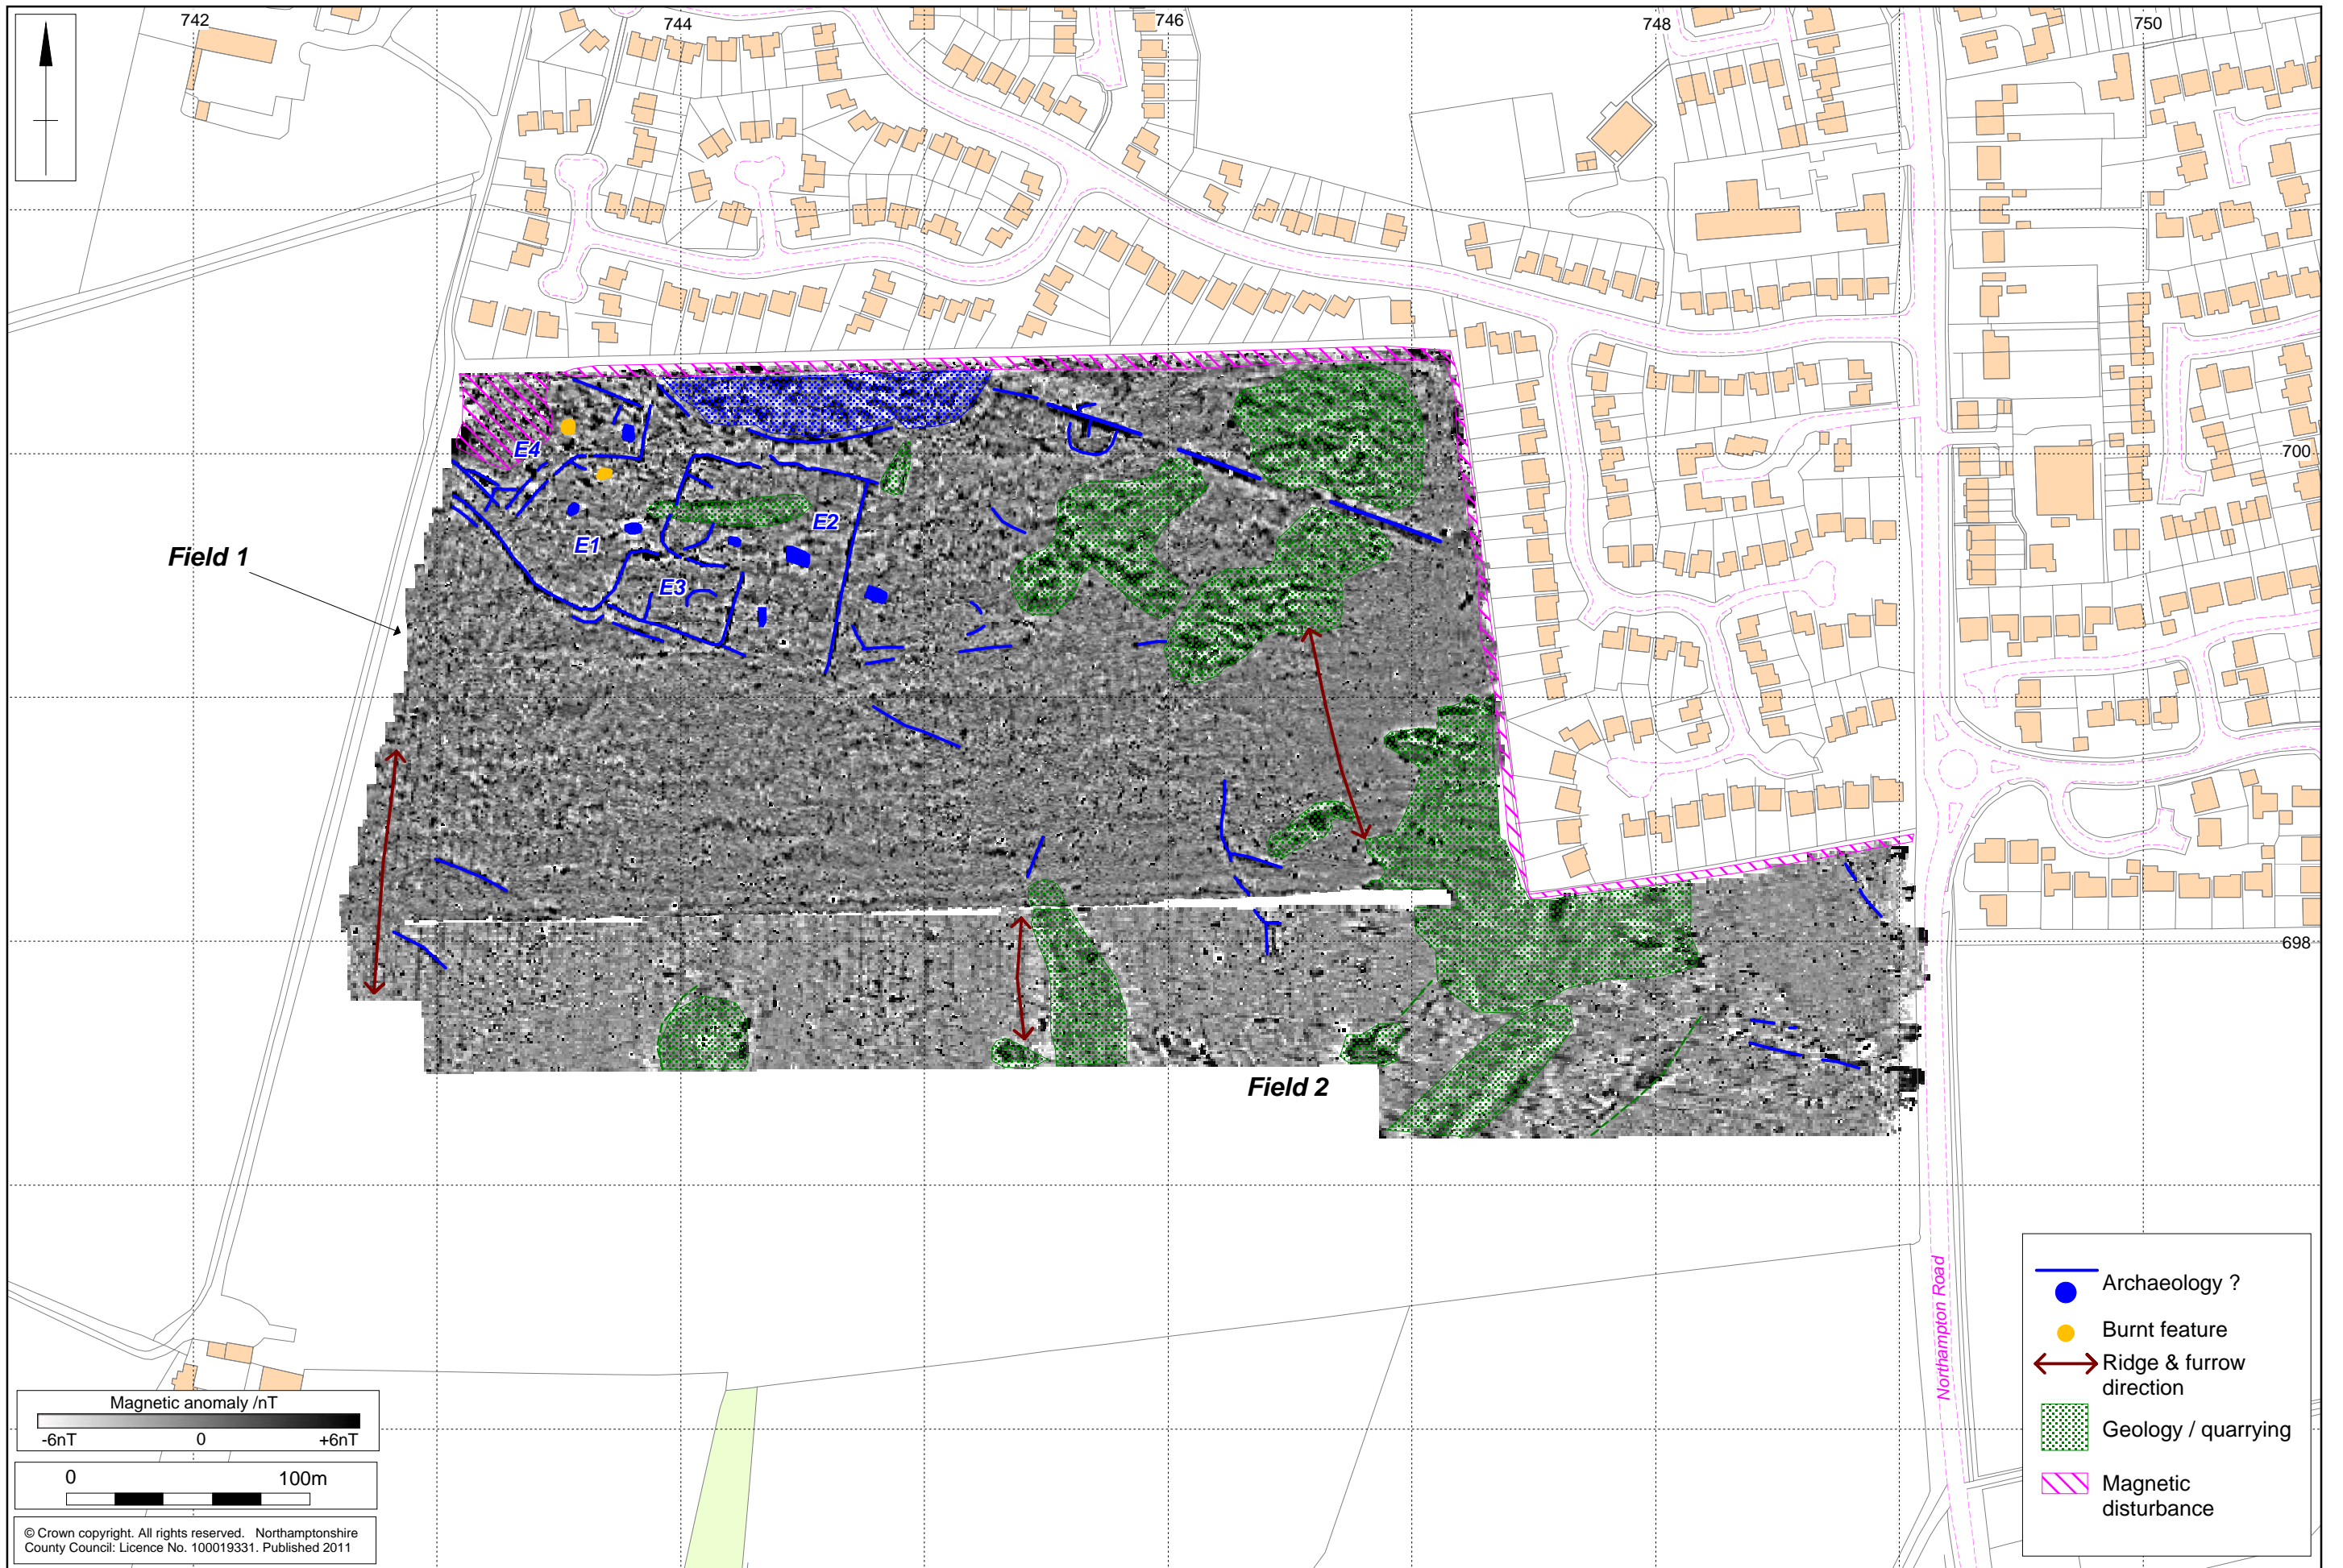 742
744
746
748
750
700
E4
E2
E1
Field 1
E3
698
Field 2
Northampton Road
Archaeology ?
Burnt feature
Ridge & furrow
direction
Geology / quarrying
Magnetic
disturbance
Magnetic anomaly /nT
-6nT 0 +6nT
0 100m
© Crown copyright. All rights reserved. Northamptonshire
County Council: Licence No. 100019331. Published 2011